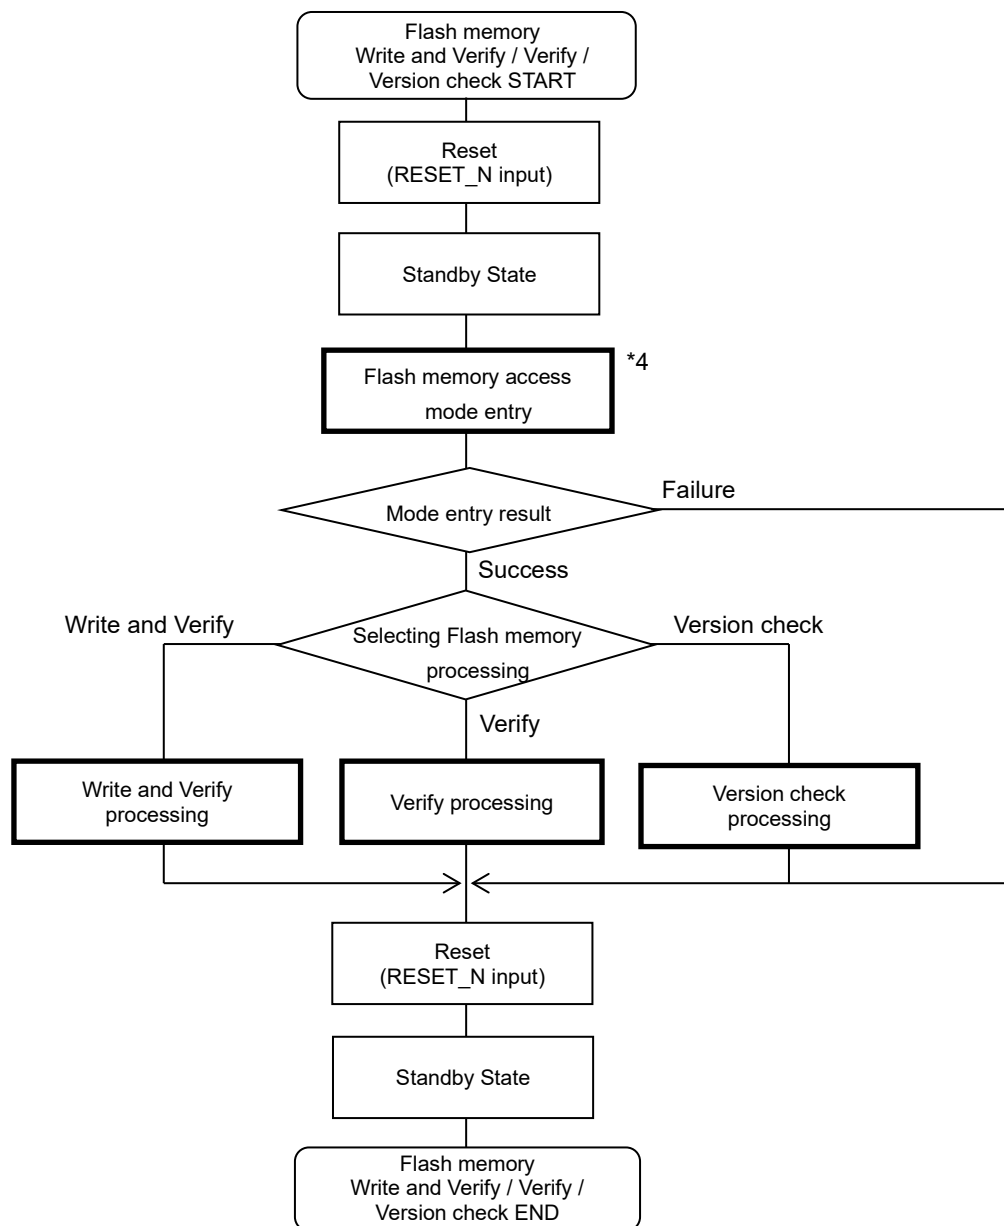 Flash memory
Write and Verify / Verify /
Version check START
Reset
(RESET_N input)
Standby State
Flash memory access
mode entry
*4
Mode entry result
Failure
Success
Selecting Flash memory
processing
Write and Verify
Version check
Verify
Write and Verify
processing
Verify processing
Version check
processing
Reset
(RESET_N input)
Standby State
Flash memory
Write and Verify / Verify /
Version check END